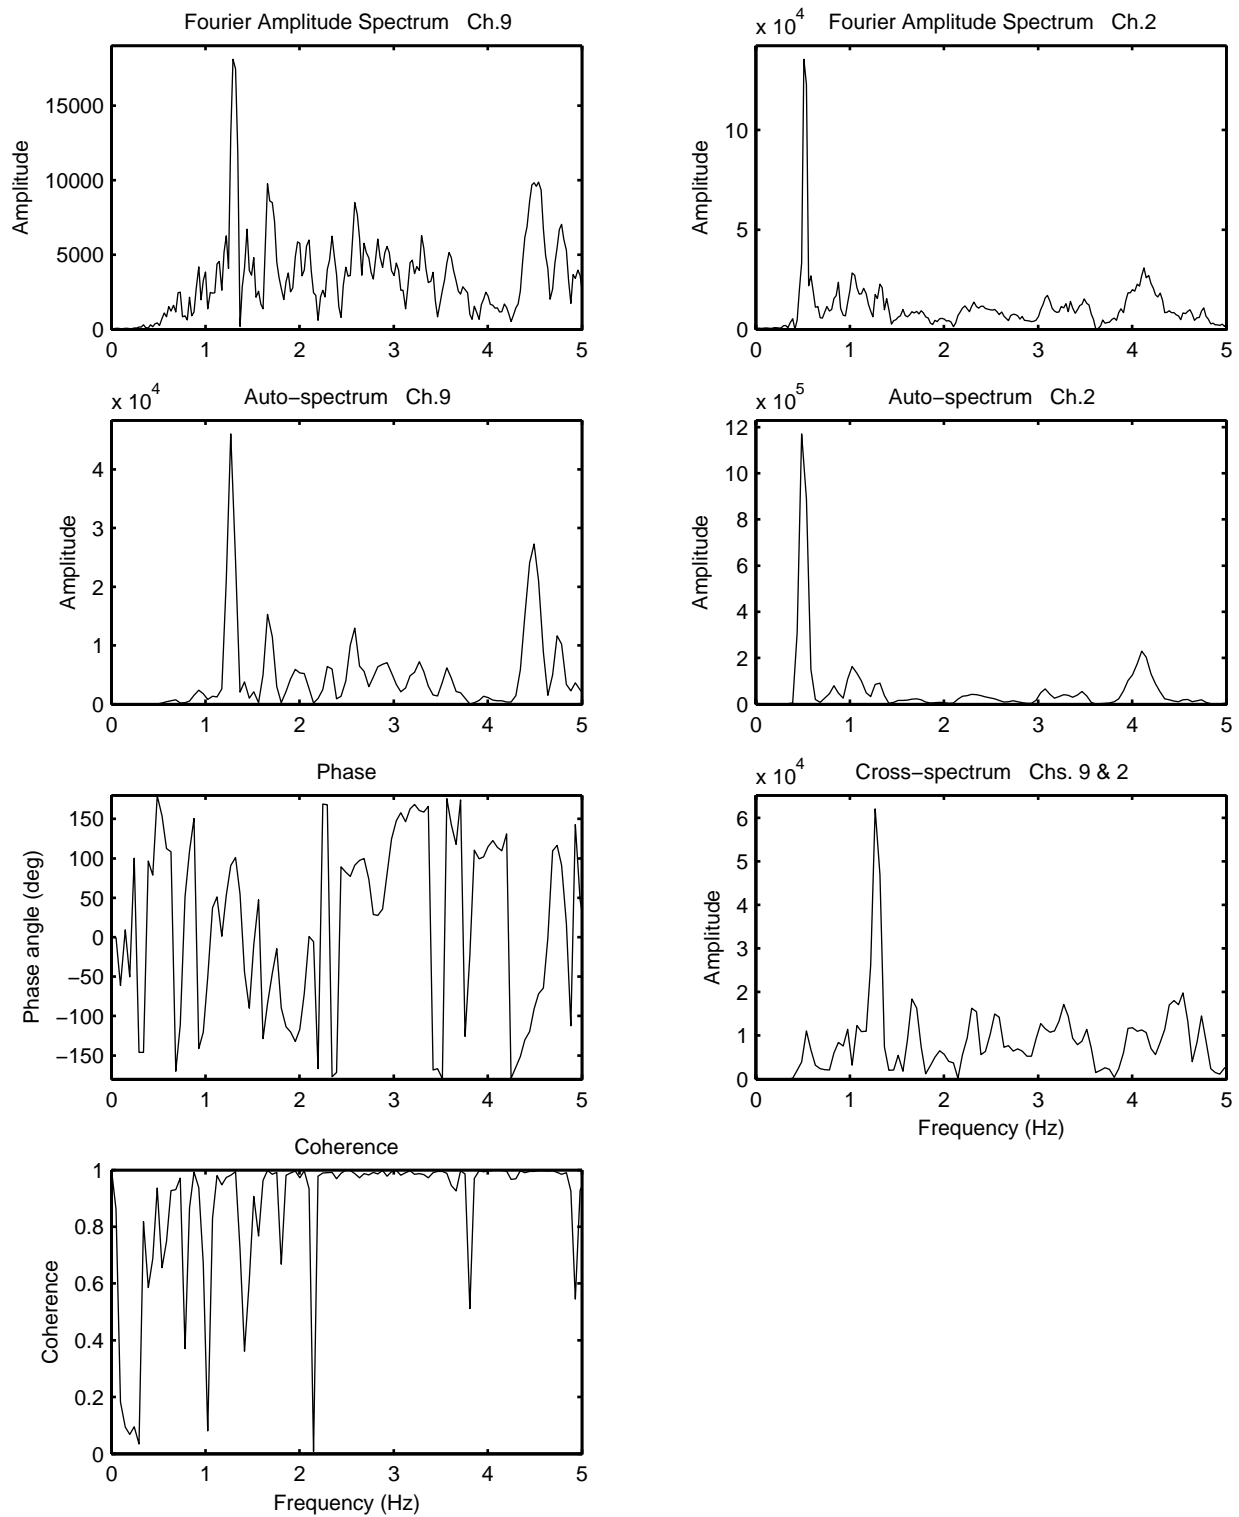 Fourier Amplitude Spectrum Ch.9
Amplitude
15000
10000
5000
0
0 1 2 3 4 5
Fourier Amplitude Spectrum Ch.2
x 10^4
Amplitude
10
5
0
0 1 2 3 4 5
Auto−spectrum Ch.9
x 10^4
Amplitude
4
3
2
1
0
0 1 2 3 4 5
Auto−spectrum Ch.2
x 10^5
Amplitude
12
10
8
6
4
2
0
0 1 2 3 4 5
Phase
Phase angle (deg)
150
100
50
0
−50
−100
−150
0 1 2 3 4 5
Cross−spectrum Chs. 9 & 2
x 10^4
Amplitude
6
5
4
3
2
1
0
0 1 2 3 4 5
Frequency (Hz)
Coherence
Coherence
1
0.8
0.6
0.4
0.2
0
0 1 2 3 4 5
Frequency (Hz)